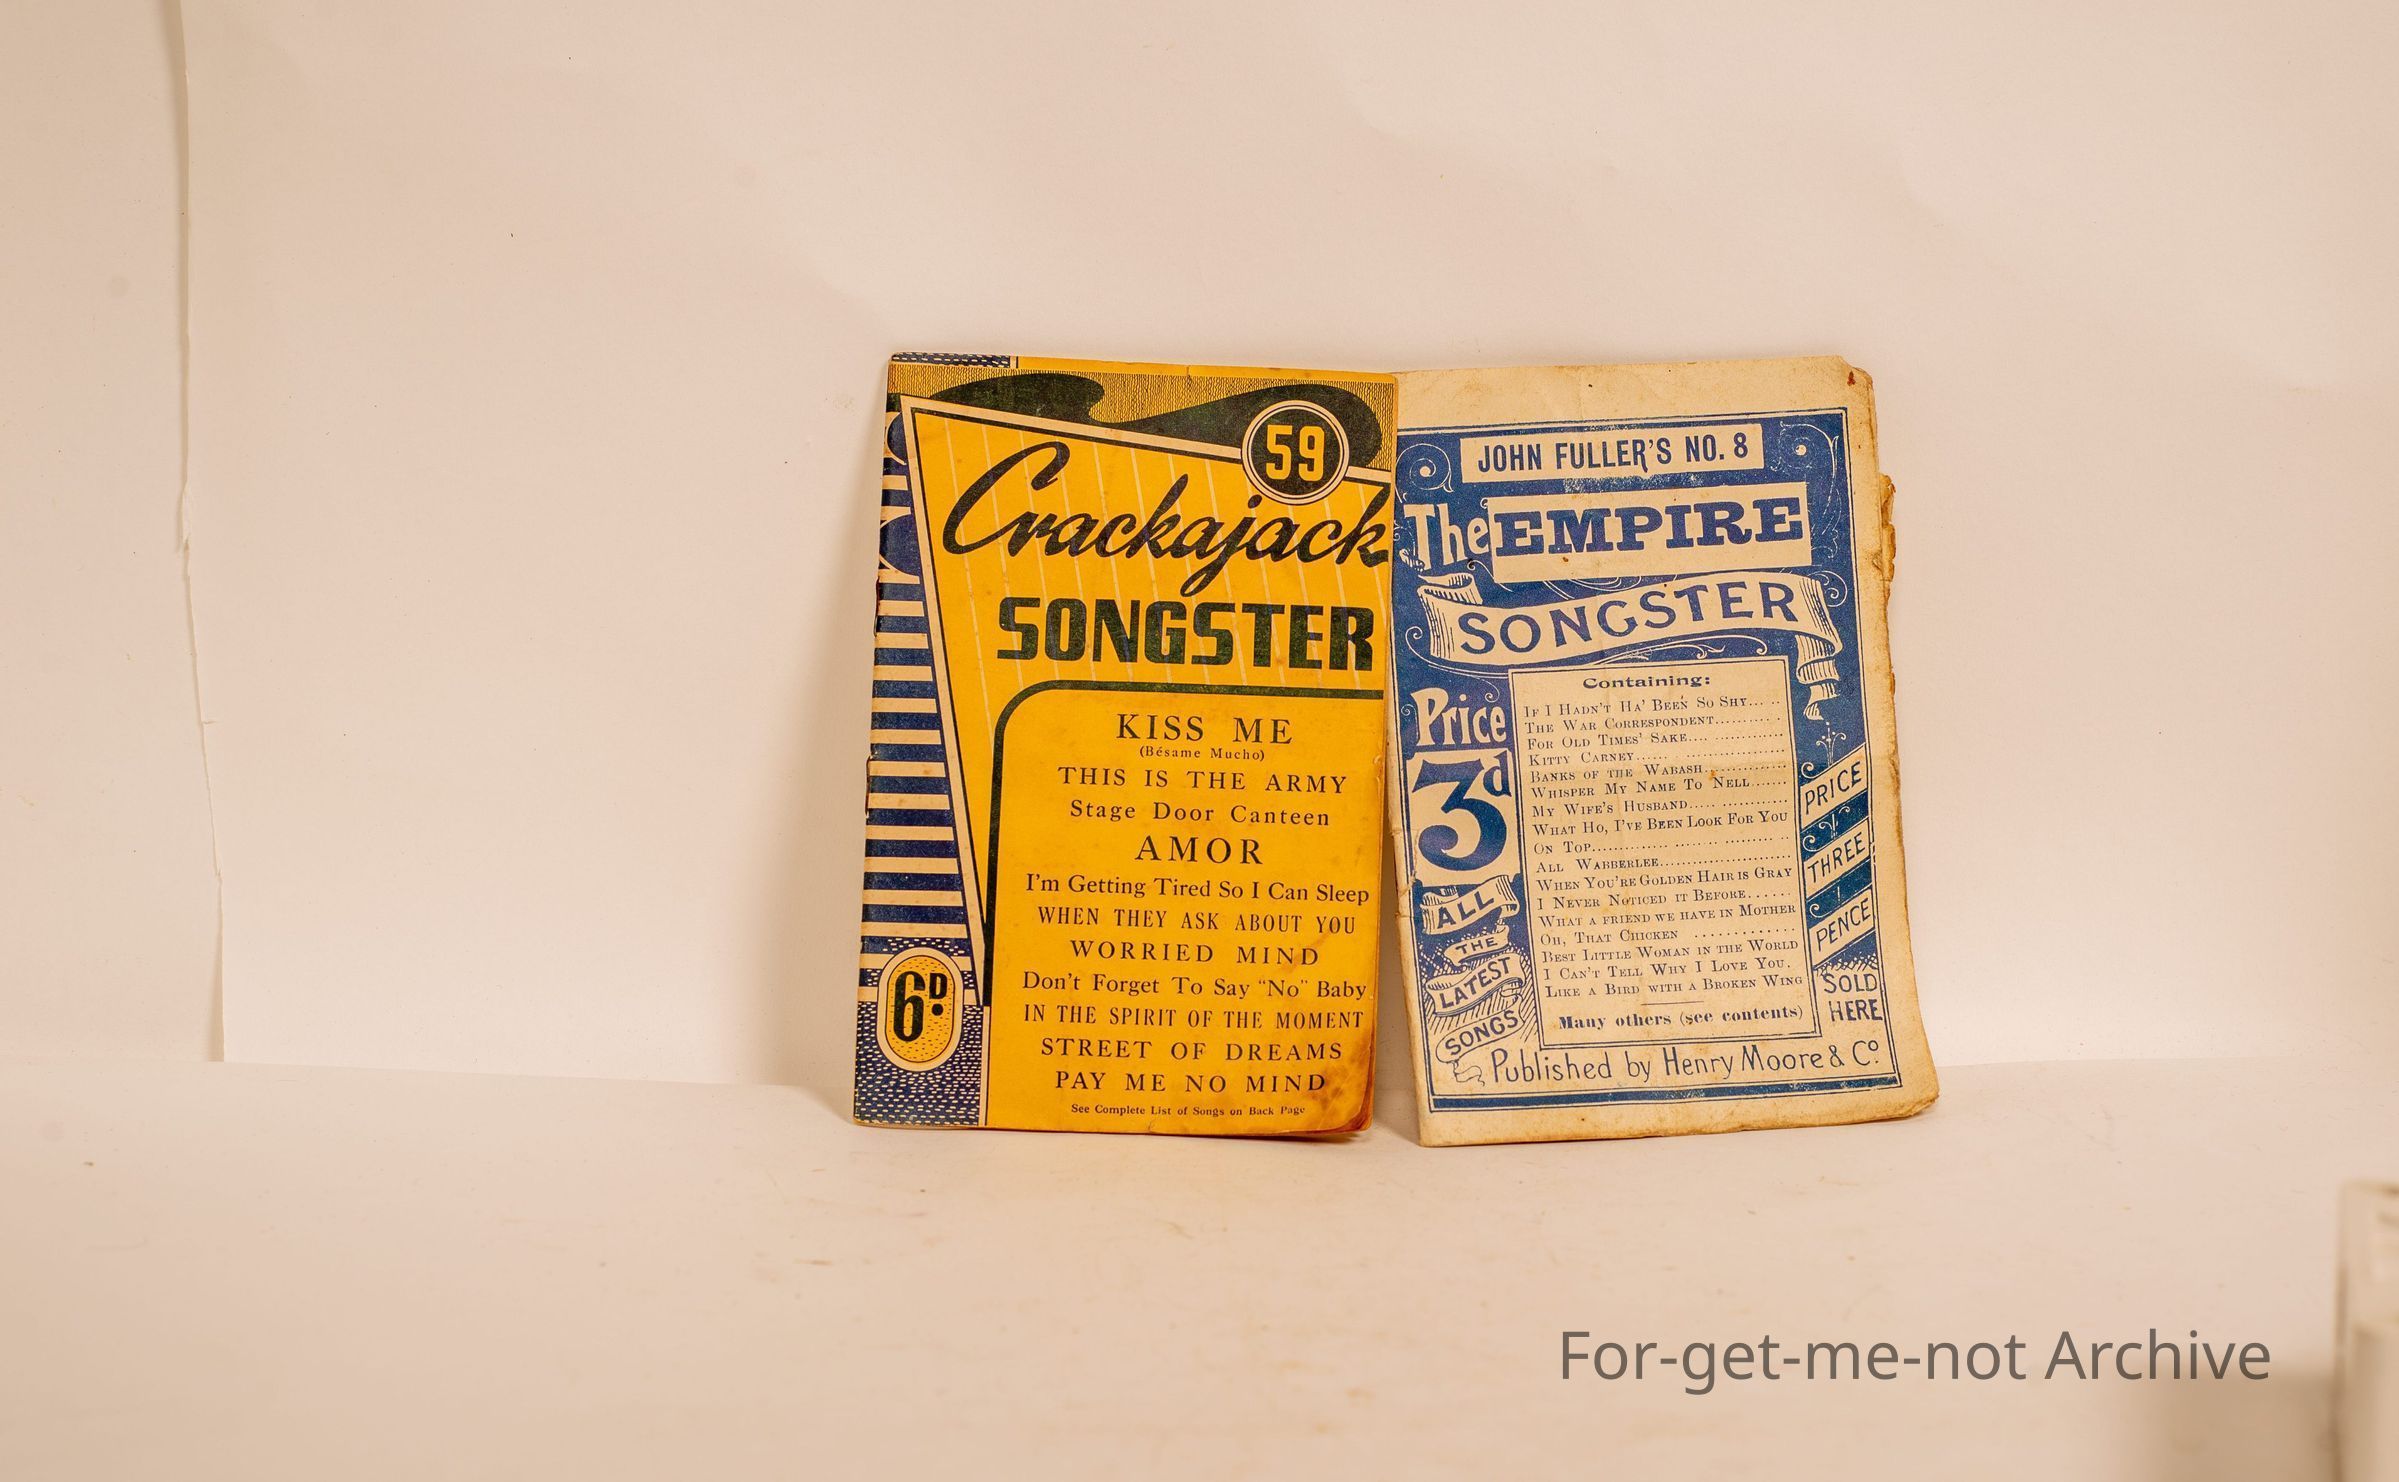 59
Crackajack
SONGSTER
KISS ME
(Bésame Mucho)
THIS IS THE ARMY
Stage Door Canteen
AMOR
I'm Getting Tired So I Can Sleep
WHEN THEY ASK ABOUT YOU
WORRIED MIND
Don't Forget To Say "No" Baby
IN THE SPIRIT OF THE MOMENT
STREET OF DREAMS
PAY ME NO MIND
See Complete List of Songs on Back Page
6D.
JOHN FULLER'S NO. 8
The EMPIRE
SONGSTER
Price
3d
ALL
THE
LATEST
SONGS
Containing:
IF I HADN'T HA' BEEN SO SHY.....
THE WAR CORRESPONDENT..........
FOR OLD TIMES' SAKE................
KITTY CARNEY......................
BANKS OF THE WABASH..............
WHISPER MY NAME TO NELL.......
MY WIFE'S HUSBAND.................
WHAT HO, I'VE BEEN LOOK FOR YOU
ON TOP..............................
ALL WABBERLEE.......................
WHEN YOU'RE GOLDEN HAIR IS GRAY
I NEVER NOTICED IT BEFORE......
WHAT A FRIEND WE HAVE IN MOTHER
OH, THAT CHICKEN .............
BEST LITTLE WOMAN IN THE WORLD
I CAN'T TELL WHY I LOVE YOU.
LIKE A BIRD WITH A BROKEN WING
Many others (see contents)
PRICE
THREE
PENCE
SOLD
HERE
Published by Henry Moore & Co.
For-get-me-not Archive